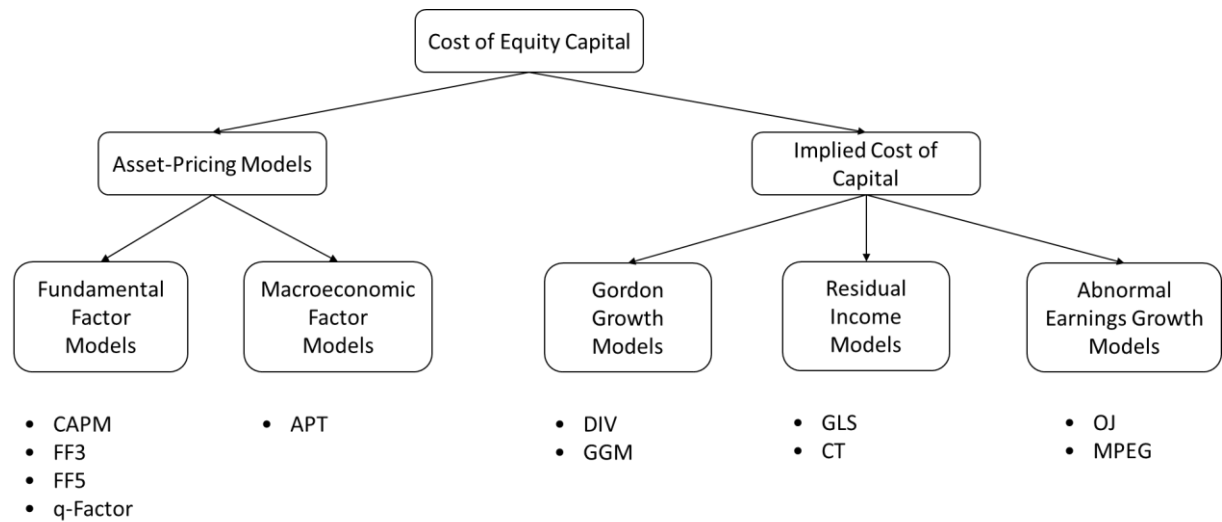 Cost of Equity Capital
Asset-Pricing Models
Implied Cost of
Capital
Fundamental
Factor
Models
Macroeconomic
Factor
Models
Gordon
Growth
Models
Residual
Income
Models
Abnormal
Earnings Growth
Models
• CAPM
• FF3
• FF5
• q-Factor
• APT
• DIV
• GGM
• GLS
• CT
• OJ
• MPEG